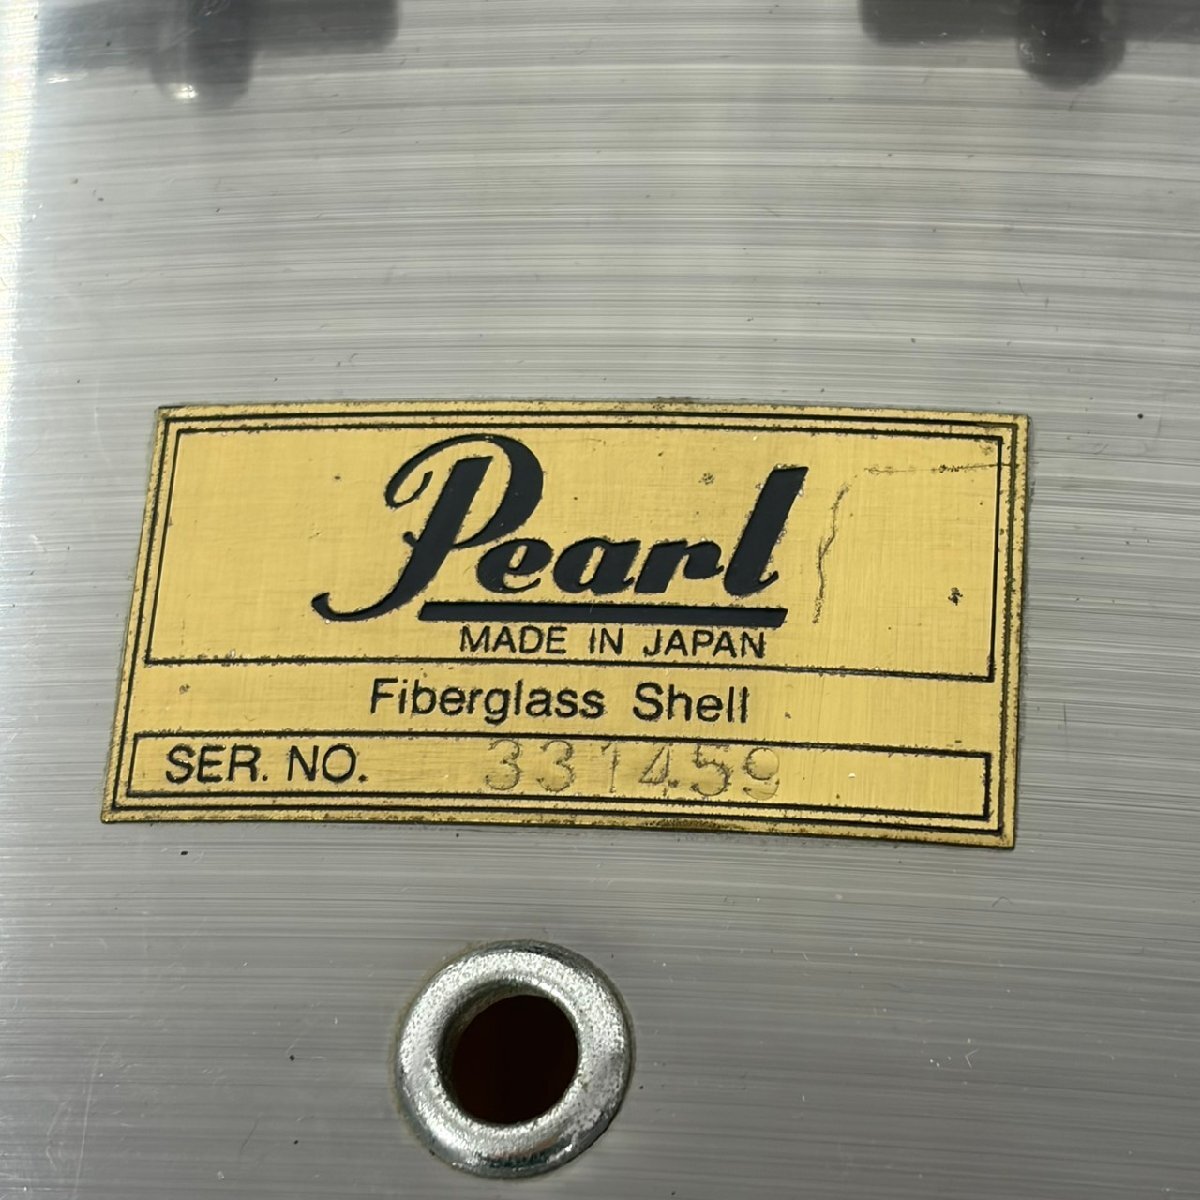 Pearl
MADE IN JAPAN
Fiberglass Shell
SER. NO. 331459